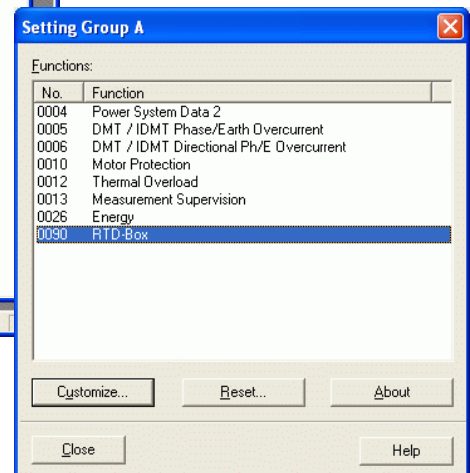 Setting Group A
Functions:
No. Function
0004 Power System Data 2
0005 DMT / IDMT Phase/Earth Overcurrent
0006 DMT / IDMT Directional Ph/E Overcurrent
0010 Motor Protection
0012 Thermal Overload
0013 Measurement Supervision
0026 Energy
0090 RTD-Box
Customize... Reset... About
Close Help